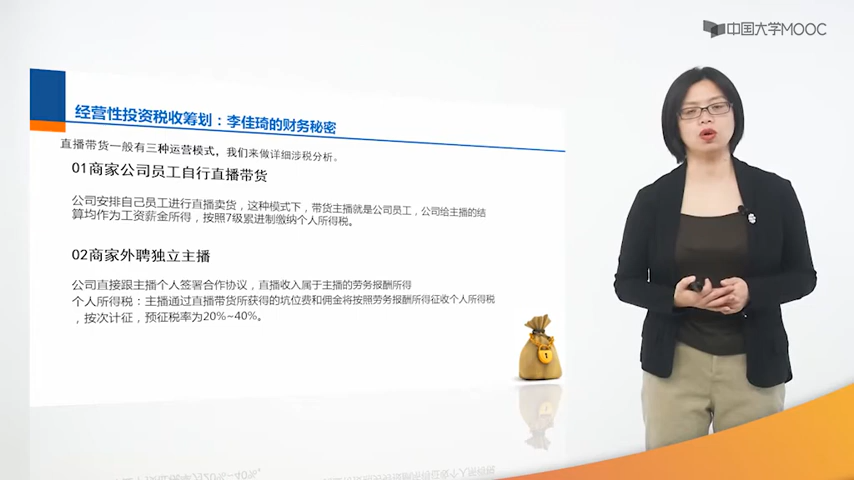 中国大学MOOC
经营性投资税收筹划：李佳琦的财务秘密
直播带货一般有三种运营模式，我们来做详细涉税分析。
01商家公司员工自行直播带货
公司安排自己员工进行直播卖货，这种模式下，带货主播就是公司员工，公司给主播的结
算均作为工资薪金所得，按照7级累进制缴纳个人所得税。
02商家外聘独立主播
公司直接跟主播个人签署合作协议，直播收入属于主播的劳务报酬所得
个人所得税：主播通过直播带货所获得的坑位费和佣金将按照劳务报酬所得征收个人所得税
，按次计征，预征税率为20%~40%。